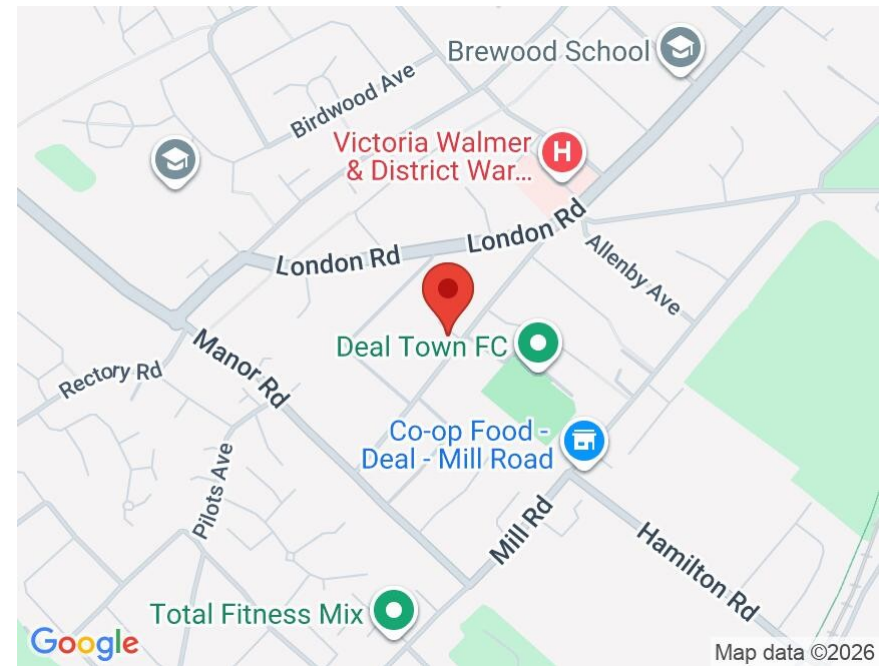 Brewood School
Birdwood Ave
Victoria Walmer
& District War...
H
London Rd
London Rd
Allenby Ave
Deal Town FC
Manor Rd
Rectory Rd
Co-op Food -
Deal - Mill Road
Pilots Ave
Mill Rd
Hamilton Rd
Total Fitness Mix
Google
Map data ©2026